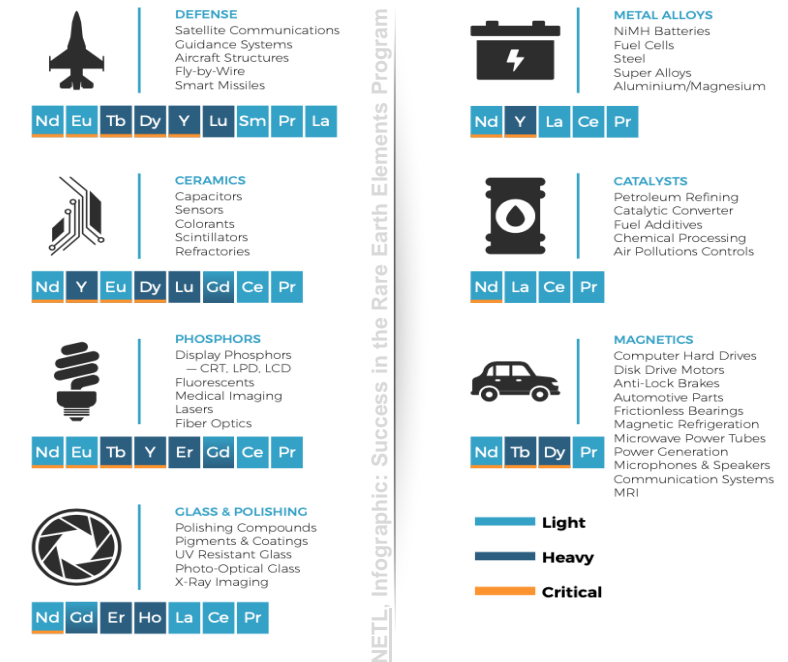 DEFENSE
Satellite Communications
Guidance Systems
Aircraft Structures
Fly-by-Wire
Smart Missiles
Nd Eu Tb Dy Y Lu Sm Pr La
CERAMICS
Capacitors
Sensors
Colorants
Scintillators
Refractories
Nd Y Eu Dy Lu Gd Ce Pr
PHOSPHORS
Display Phosphors
— CRT, LPD, LCD
Fluorescents
Medical Imaging
Lasers
Fiber Optics
Nd Eu Tb Y Er Gd Ce Pr
GLASS & POLISHING
Polishing Compounds
Pigments & Coatings
UV Resistant Glass
Photo-Optical Glass
X-Ray Imaging
Nd Gd Er Ho La Ce Pr
NETL, Infographic: Success in the Rare Earth Elements Program
METAL ALLOYS
NiMH Batteries
Fuel Cells
Steel
Super Alloys
Aluminium/Magnesium
Nd Y La Ce Pr
CATALYSTS
Petroleum Refining
Catalytic Converter
Fuel Additives
Chemical Processing
Air Pollutions Controls
Nd La Ce Pr
MAGNETICS
Computer Hard Drives
Disk Drive Motors
Anti-Lock Brakes
Automotive Parts
Frictionless Bearings
Magnetic Refrigeration
Microwave Power Tubes
Power Generation
Microphones & Speakers
Communication Systems
MRI
Nd Tb Dy Pr
Light
Heavy
Critical